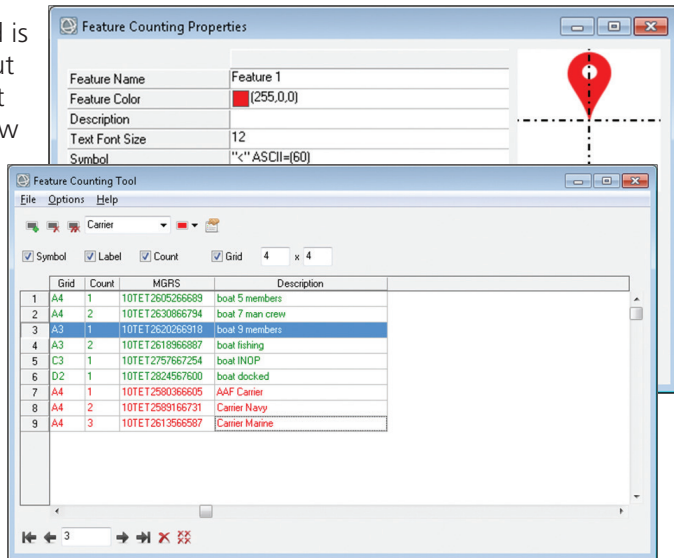 is
ut
t
w
Feature Counting Properties
Feature Name Feature 1
Feature Color (255,0,0)
Description
Text Font Size 12
Symbol "<" ASCII=(60)
Feature Counting Tool
File Options Help
Carrier
Symbol Label Count Grid 4 x 4
Grid Count MGRS Description
1 A4 1 10TET2605266689 boat 5 members
2 A4 2 10TET2630866794 boat 7 man crew
3 A3 1 10TET2620266918 boat 9 members
4 A3 2 10TET2618966887 boat fishing
5 C3 1 10TET2757667254 boat INOP
6 D2 1 10TET2824567600 boat docked
7 A4 1 10TET2580366605 AAF Carrier
8 A4 2 10TET2589166731 Carrier Navy
9 A4 3 10TET2613566587 Carrier Marine
3